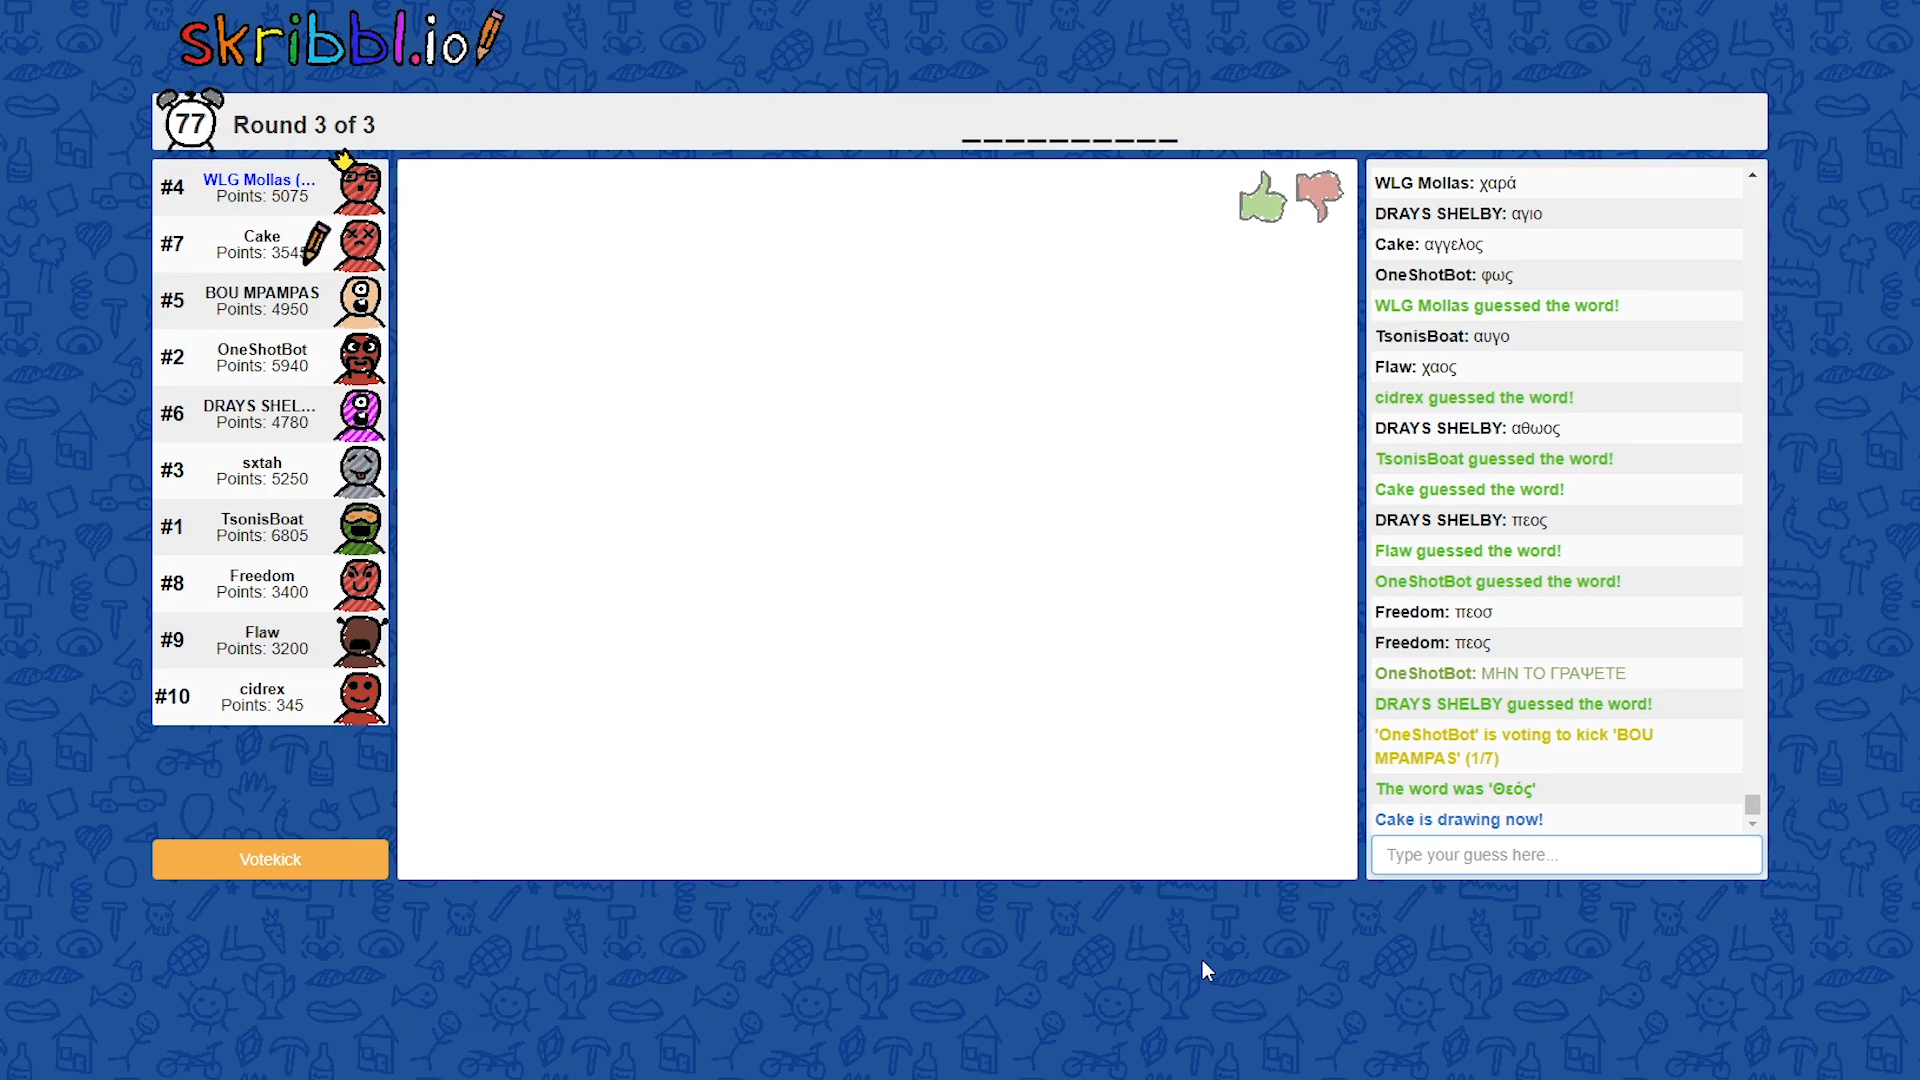 skribbl.io
77
Round 3 of 3
__________
#4
WLG Mollas (...
Points: 5075
#7
Cake
Points: 3545
#5
BOU MPAMPAS
Points: 4950
#2
OneShotBot
Points: 5940
#6
DRAYS SHEL...
Points: 4780
#3
sxtah
Points: 5250
#1
TsonisBoat
Points: 6805
#8
Freedom
Points: 3400
#9
Flaw
Points: 3200
#10
cidrex
Points: 345
Votekick
WLG Mollas: χαρά
DRAYS SHELBY: αγιο
Cake: αγγελος
OneShotBot: φως
WLG Mollas guessed the word!
TsonisBoat: αυγο
Flaw: χαος
cidrex guessed the word!
DRAYS SHELBY: αθωος
TsonisBoat guessed the word!
Cake guessed the word!
DRAYS SHELBY: πεος
Flaw guessed the word!
OneShotBot guessed the word!
Freedom: πεοσ
Freedom: πεος
OneShotBot: ΜΗΝ ΤΟ ΓΡΑΨΕΤΕ
DRAYS SHELBY guessed the word!
'OneShotBot' is voting to kick 'BOU
MPAMPAS' (1/7)
The word was 'Θεός'
Cake is drawing now!
Type your guess here...